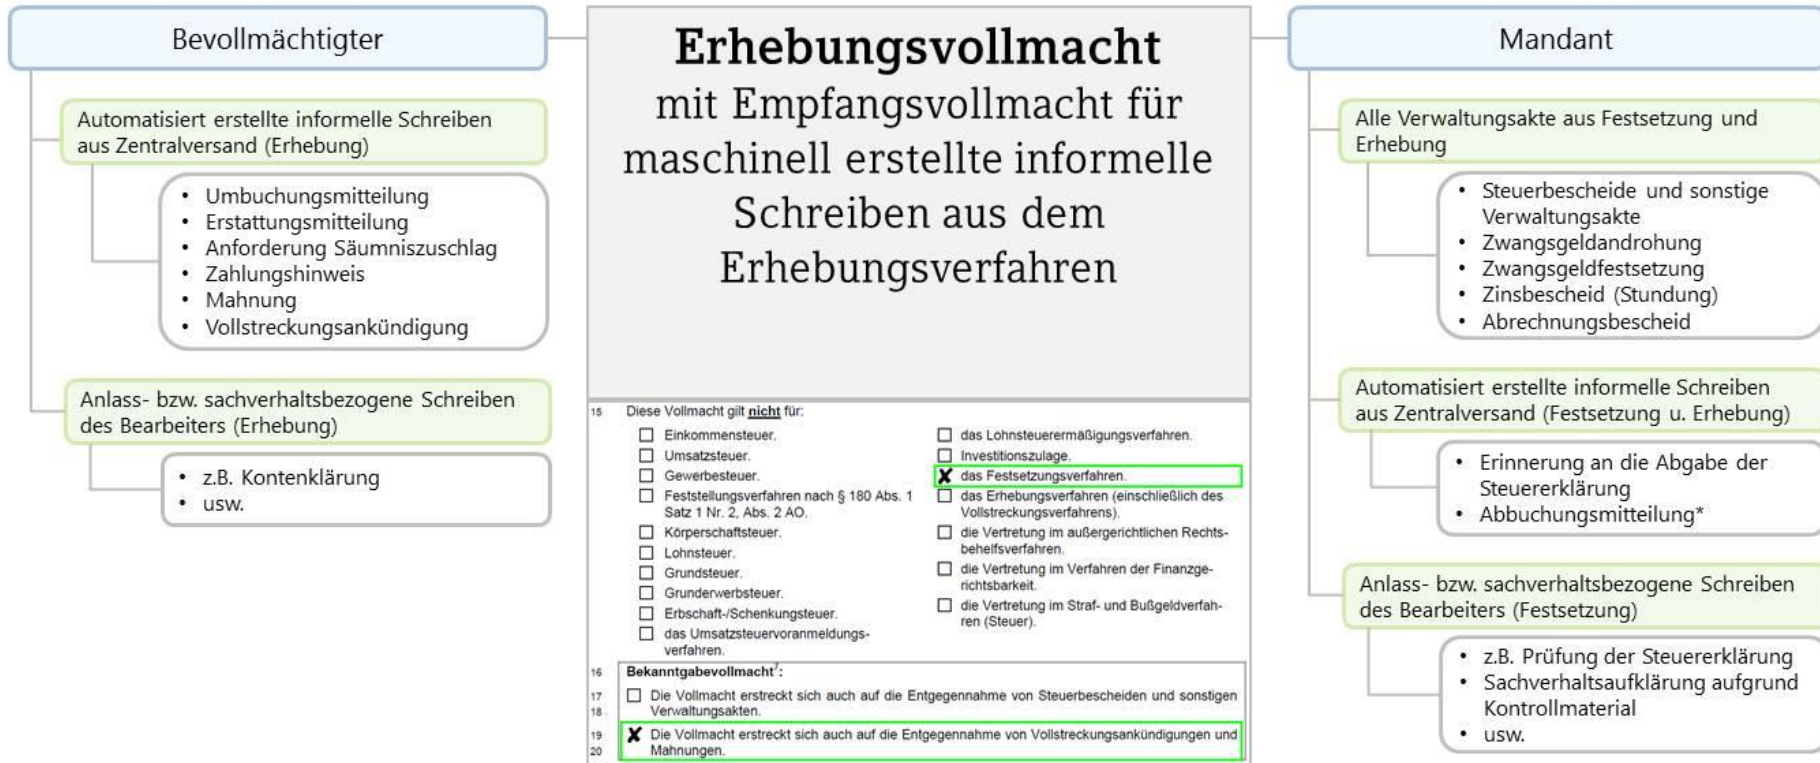 Bevollmächtigter
Automatisiert erstellte informelle Schreiben
aus Zentralversand (Erhebung)
• Umbuchungsmitteilung
• Erstattungsmitteilung
• Anforderung Säumniszuschlag
• Zahlungshinweis
• Mahnung
• Vollstreckungsankündigung
Anlass- bzw. sachverhaltsbezogene Schreiben
des Bearbeiters (Erhebung)
• z.B. Kontenklärung
• usw.
Erhebungsvollmacht
mit Empfangsvollmacht für
maschinell erstellte informelle
Schreiben aus dem
Erhebungsverfahren
15 Diese Vollmacht gilt nicht für:
Einkommensteuer.
Umsatzsteuer.
Gewerbesteuer.
Feststellungsverfahren nach § 180 Abs. 1
Satz 1 Nr. 2, Abs. 2 AO.
Körperschaftsteuer.
Lohnsteuer.
Grundsteuer.
Grunderwerbsteuer.
Erbschaft-/Schenkungsteuer.
das Umsatzsteuervoranmeldungs-
verfahren.
das Lohnsteuerermäßigungsverfahren.
Investitionszulage.
✘ das Festsetzungsverfahren.
das Erhebungsverfahren (einschließlich des
Vollstreckungsverfahrens).
die Vertretung im außergerichtlichen Rechts-
behelfsverfahren.
die Vertretung im Verfahren der Finanzge-
richtsbarkeit.
die Vertretung im Straf- und Bußgeldverfah-
ren (Steuer).
16 Bekanntgabevollmacht7:
17 Die Vollmacht erstreckt sich auch auf die Entgegennahme von Steuerbescheiden und sonstigen
18 Verwaltungsakten.
19 ✘ Die Vollmacht erstreckt sich auch auf die Entgegennahme von Vollstreckungsankündigungen und
20 Mahnungen.
Mandant
Alle Verwaltungsakte aus Festsetzung und
Erhebung
• Steuerbescheide und sonstige
Verwaltungsakte
• Zwangsgeldandrohung
• Zwangsgeldfestsetzung
• Zinsbescheid (Stundung)
• Abrechnungsbescheid
Automatisiert erstellte informelle Schreiben
aus Zentralversand (Festsetzung u. Erhebung)
• Erinnerung an die Abgabe der
Steuererklärung
• Abbuchungsmitteilung*
Anlass- bzw. sachverhaltsbezogene Schreiben
des Bearbeiters (Festsetzung)
• z.B. Prüfung der Steuererklärung
• Sachverhaltsaufklärung aufgrund
Kontrollmaterial
• usw.